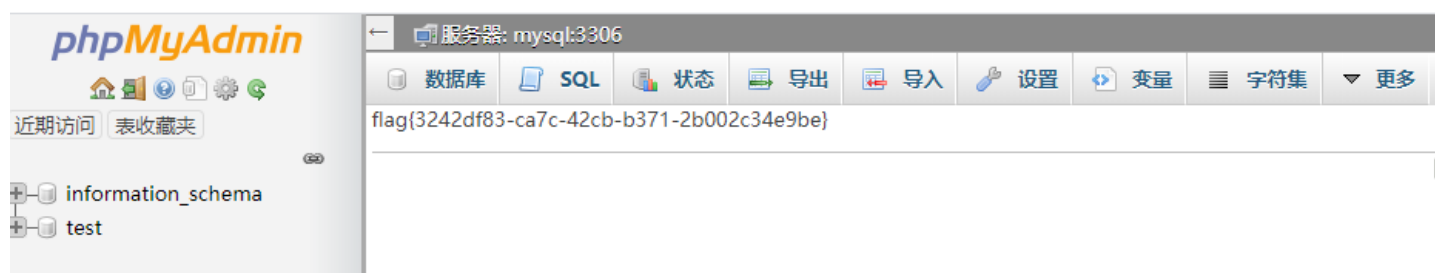 phpMyAdmin
近期访问 表收藏夹
information_schema
test
服务器: mysql:3306
数据库 SQL 状态 导出 导入 设置 变量 字符集 更多
flag{3242df83-ca7c-42cb-b371-2b002c34e9be}